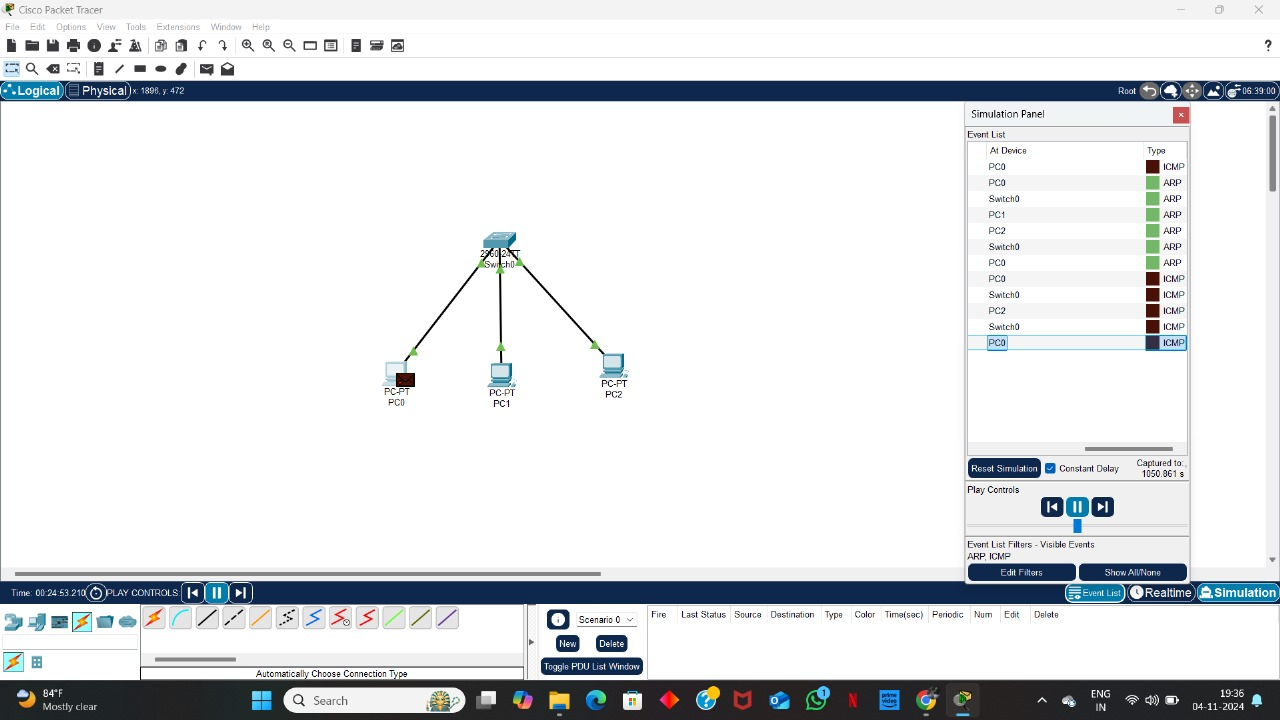 Cisco Packet Tracer
File Edit Options View Tools Extensions Window Help
?
Logical Physical x: 1896, y: 472 Root 06:39:00
2960-24TT
Switch0
PC-PT
PC0
PC-PT
PC1
PC-PT
PC2
Simulation Panel
Event List
At Device Type
PC0 ICMP
PC0 ARP
Switch0 ARP
PC1 ARP
PC2 ARP
Switch0 ARP
PC0 ARP
PC0 ICMP
Switch0 ICMP
PC2 ICMP
Switch0 ICMP
PC0 ICMP
Reset Simulation Constant Delay Captured to:
1050.861 s
Play Controls
Event List Filters - Visible Events
ARP, ICMP
Edit Filters Show All/None
Time: 00:24:53.210 PLAY CONTROLS: Event List Realtime Simulation
Automatically Choose Connection Type
Scenario 0
New Delete
Toggle PDU List Window
Fire Last Status Source Destination Type Color Time(sec) Periodic Num Edit Delete
84°F
Mostly clear
Search
1
ENG
IN
19:36
04-11-2024